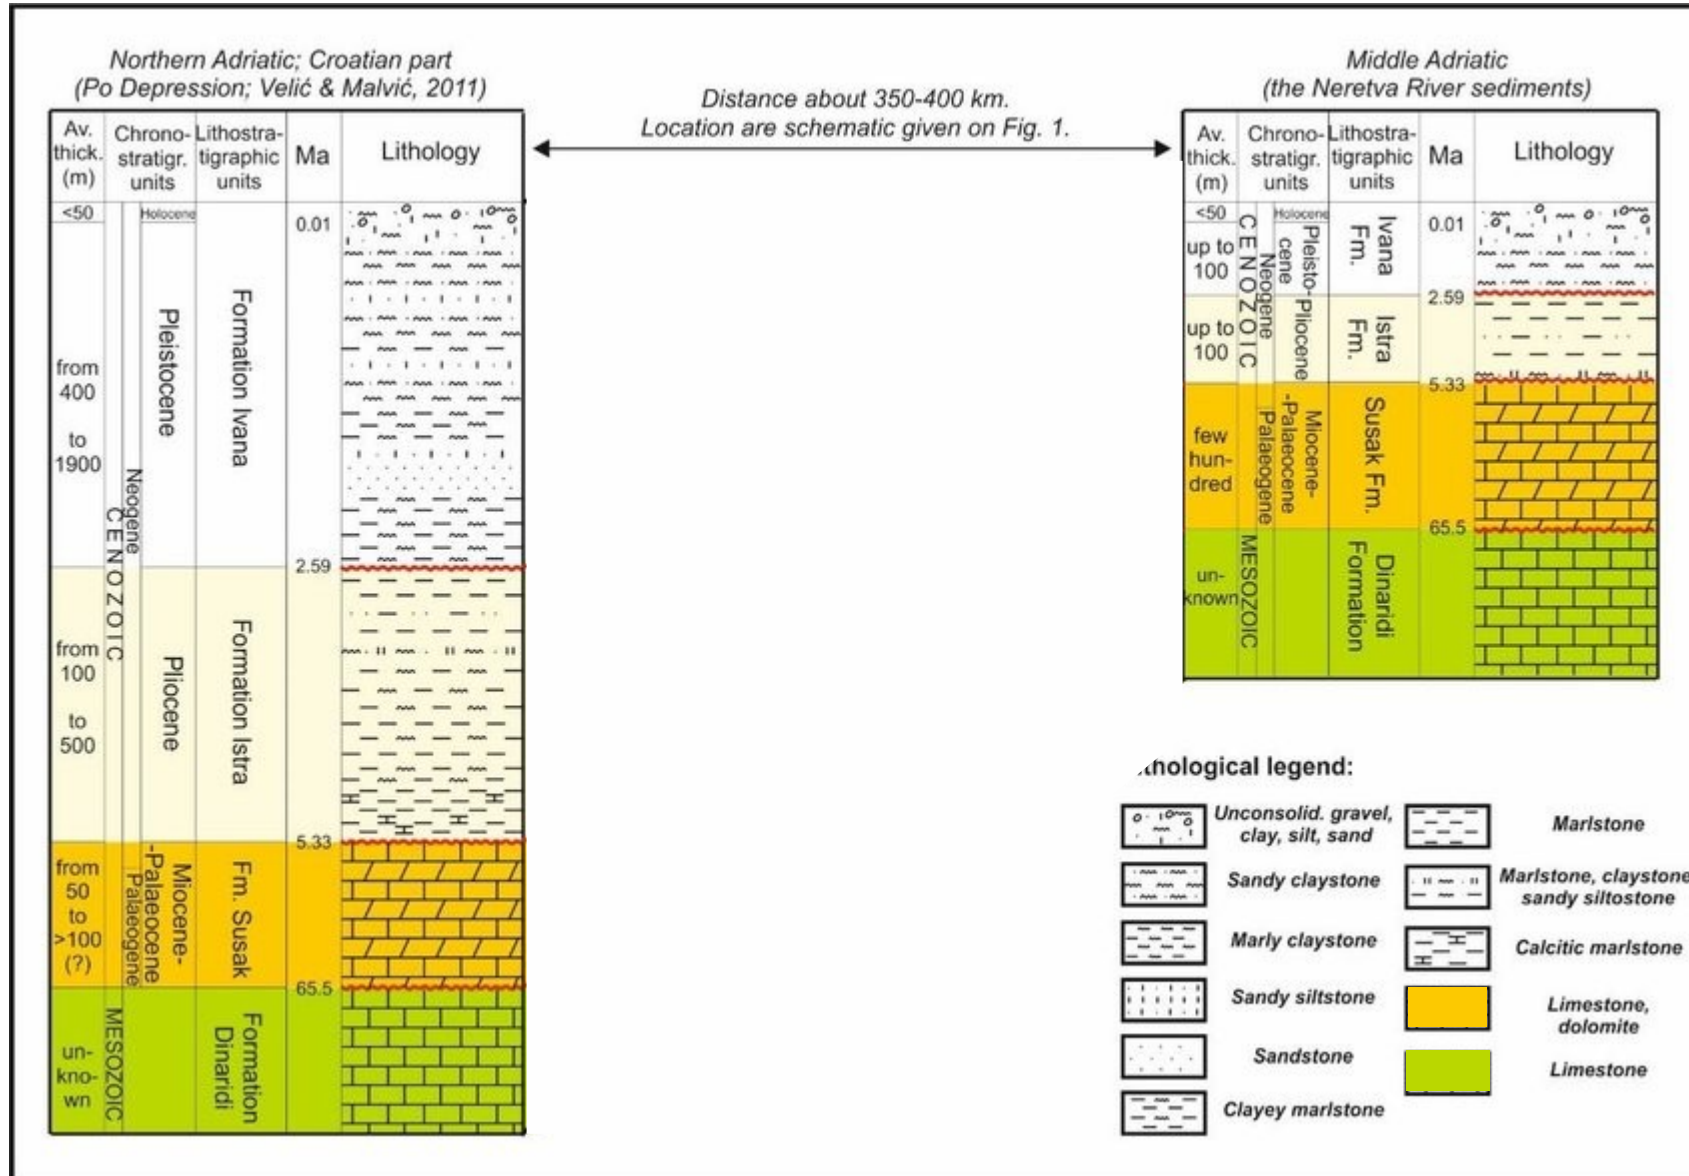 Northern Adriatic; Croatian part
(Po Depression; Velić & Malvić, 2011)
Av.
thick.
(m)
Chrono-
stratigr.
units
Lithostra-
tigraphic
units
Ma
Lithology
<50
Holocene
0.01
from
400
to
1900
Neogene
CENOZOIC
Pleistocene
Formation Ivana
2.59
from
100
to
500
Pliocene
Formation Istra
5.33
from
50
to
>100
(?)
Palaeogene
Miocene-
-Palaeocene
Fm. Susak
65.5
un-
kno-
wn
MESOZOIC
Formation
Dinaridi
Distance about 350-400 km.
Location are schematic given on Fig. 1.
Middle Adriatic
(the Neretva River sediments)
Av.
thick.
(m)
Chrono-
stratigr.
units
Lithostra-
tigraphic
units
Ma
Lithology
<50
Holocene
0.01
up to
100
CENOZOIC
Neogene
Pleisto-
cene
Ivana
Fm.
2.59
up to
100
Pliocene
Istra
Fm.
5.33
few
hun-
dred
Palaeogene
Miocene-
-Palaeocene
Susak Fm.
65.5
un-
known
MESOZOIC
Dinaridi
Formation
thological legend:
Unconsolid. gravel,
clay, silt, sand
Sandy claystone
Marly claystone
Sandy siltstone
Sandstone
Clayey marlstone
Marlstone
Marlstone, claystone
sandy siltostone
Calcitic marlstone
Limestone,
dolomite
Limestone